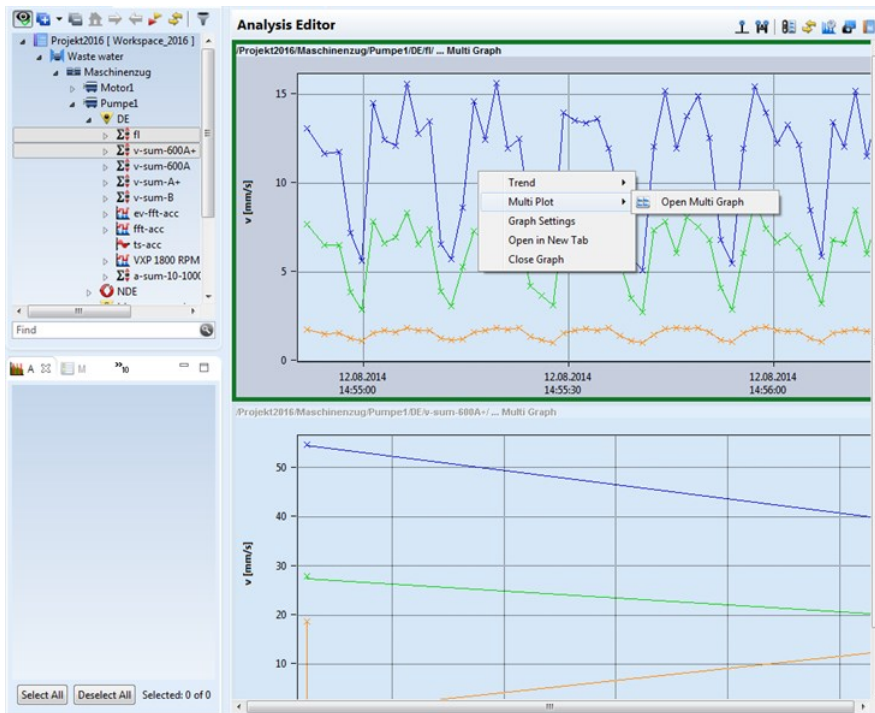 Projekt2016 [ Workspace_2016 ]
Waste water
Maschinenzug
Motor1
Pumpe1
DE
fl
v-sum-600A+
v-sum-600A
v-sum-A+
v-sum-B
ev-fft-acc
fft-acc
ts-acc
VXP 1800 RPM
a-sum-10-1000
NDE
Find
A
M
»10
Select All
Deselect All
Selected: 0 of 0
Analysis Editor
/Projekt2016/Maschinenzug/Pumpe1/DE/fl/ ... Multi Graph
v [mm/s]
15
10
5
0
12.08.2014
14:55:00
12.08.2014
14:55:30
12.08.2014
14:56:00
Trend
Multi Plot
Graph Settings
Open in New Tab
Close Graph
Open Multi Graph
/Projekt2016/Maschinenzug/Pumpe1/DE/v-sum-600A+/ ... Multi Graph
v [mm/s]
50
40
30
20
10